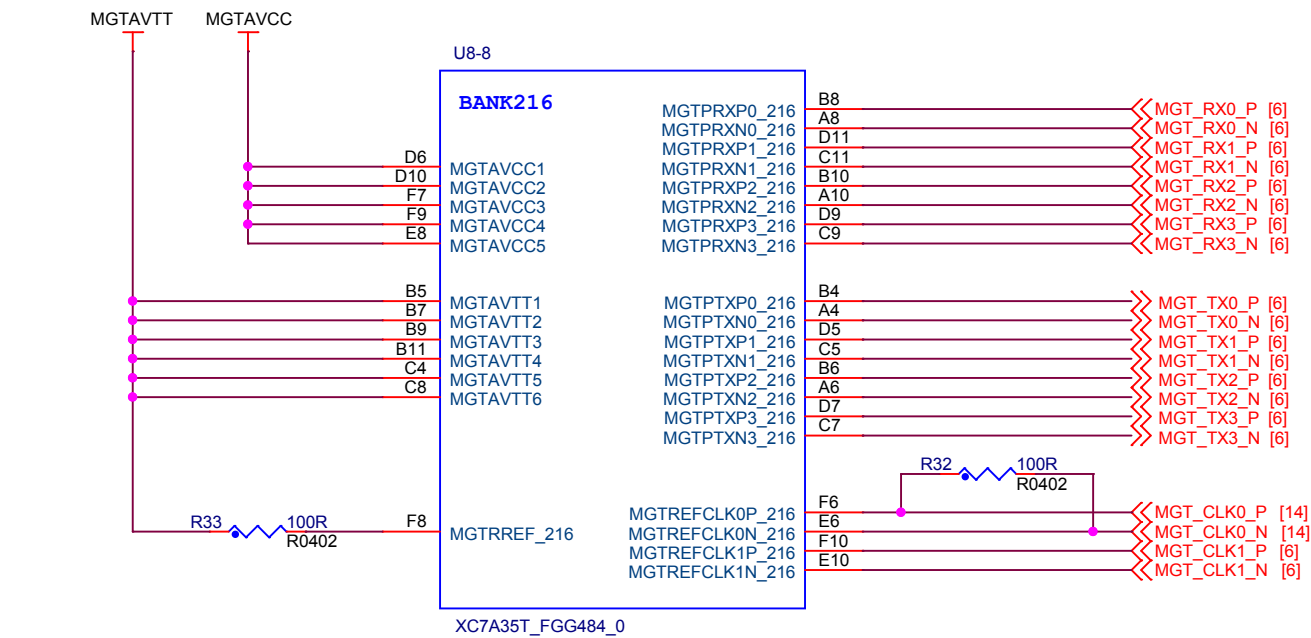 MGTAVTT MGTAVCC
U8-8
BANK216
D6 MGTAVCC1
D10 MGTAVCC2
F7 MGTAVCC3
F9 MGTAVCC4
E8 MGTAVCC5
B5 MGTAVTT1
B7 MGTAVTT2
B9 MGTAVTT3
B11 MGTAVTT4
C4 MGTAVTT5
C8 MGTAVTT6
R33 100R F8 MGTRREF_216
R0402
MGTPRXP0_216 B8 MGT_RX0_P [6]
MGTPRXN0_216 A8 MGT_RX0_N [6]
MGTPRXP1_216 D11 MGT_RX1_P [6]
MGTPRXN1_216 C11 MGT_RX1_N [6]
MGTPRXP2_216 B10 MGT_RX2_P [6]
MGTPRXN2_216 A10 MGT_RX2_N [6]
MGTPRXP3_216 D9 MGT_RX3_P [6]
MGTPRXN3_216 C9 MGT_RX3_N [6]
MGTPTXP0_216 B4 MGT_TX0_P [6]
MGTPTXN0_216 A4 MGT_TX0_N [6]
MGTPTXP1_216 D5 MGT_TX1_P [6]
MGTPTXN1_216 C5 MGT_TX1_N [6]
MGTPTXP2_216 B6 MGT_TX2_P [6]
MGTPTXN2_216 A6 MGT_TX2_N [6]
MGTPTXP3_216 D7 MGT_TX3_P [6]
MGTPTXN3_216 C7 MGT_TX3_N [6]
R32 100R
R0402
MGTREFCLK0P_216 F6 MGT_CLK0_P [14]
MGTREFCLK0N_216 E6 MGT_CLK0_N [14]
MGTREFCLK1P_216 F10 MGT_CLK1_P [6]
MGTREFCLK1N_216 E10 MGT_CLK1_N [6]
XC7A35T_FGG484_0